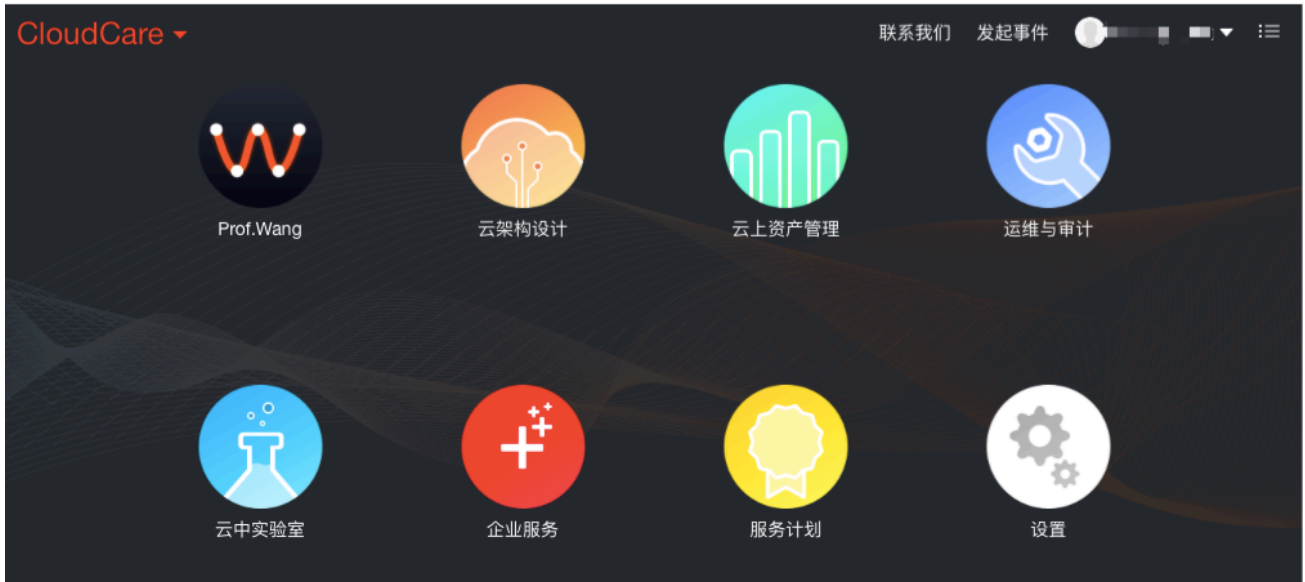 CloudCare
联系我们 发起事件
Prof.Wang 云架构设计 云上资产管理 运维与审计
云中实验室 企业服务 服务计划 设置